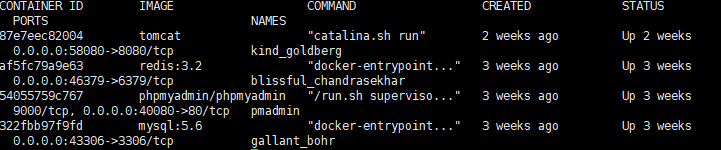 CONTAINER ID IMAGE COMMAND CREATED STATUS
PORTS NAMES
87e7eec82004 tomcat "catalina.sh run" 2 weeks ago Up 2 weeks
0.0.0.0:58080->8080/tcp kind_goldberg
af5fc79a9e63 redis:3.2 "docker-entrypoint..." 3 weeks ago Up 3 weeks
0.0.0.0:46379->6379/tcp blissful_chandrasekhar
54055759c767 phpmyadmin/phpmyadmin "/run.sh superviso..." 3 weeks ago Up 3 weeks
9000/tcp, 0.0.0.0:40080->80/tcp pmadmin
322fbb97f9fd mysql:5.6 "docker-entrypoint..." 3 weeks ago Up 3 weeks
0.0.0.0:43306->3306/tcp gallant_bohr